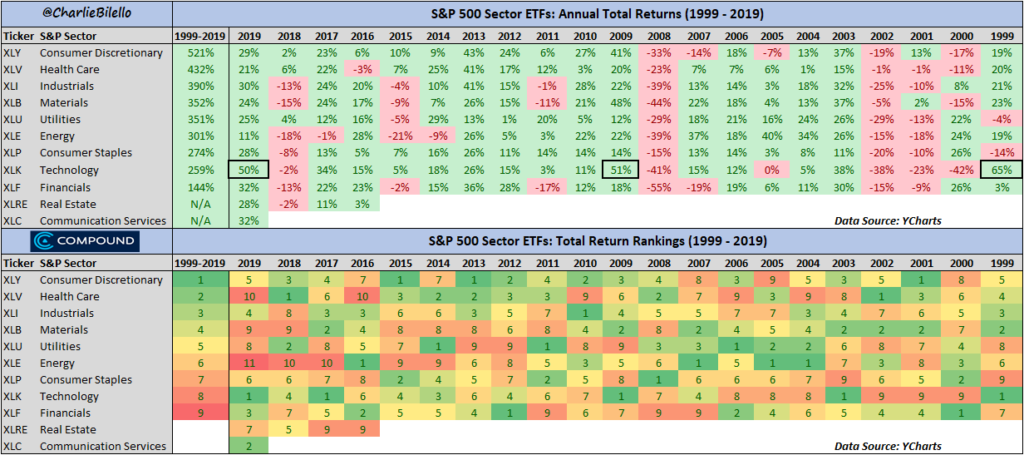 @CharlieBilello S&P 500 Sector ETFs: Annual Total Returns (1999 - 2019)
Ticker S&P Sector 1999-2019 2019 2018 2017 2016 2015 2014 2013 2012 2011 2010 2009 2008 2007 2006 2005 2004 2003 2002 2001 2000 1999
XLY Consumer Discretionary 521% 29% 2% 23% 6% 10% 9% 43% 24% 6% 27% 41% -33% -14% 18% -7% 13% 37% -19% 13% -17% 19%
XLV Health Care 432% 21% 6% 22% -3% 7% 25% 41% 17% 12% 3% 20% -23% 7% 7% 6% 1% 15% -1% -1% -11% 20%
XLI Industrials 390% 30% -13% 24% 20% -4% 10% 41% 15% -1% 28% 22% -39% 13% 14% 3% 18% 32% -25% -10% 8% 21%
XLB Materials 352% 24% -15% 24% 17% -9% 7% 26% 15% -11% 21% 48% -44% 22% 18% 4% 13% 37% -5% 2% -15% 23%
XLU Utilities 351% 25% 4% 12% 16% -5% 29% 13% 1% 20% 5% 12% -29% 18% 21% 16% 24% 26% -29% -13% 22% -4%
XLE Energy 301% 11% -18% -1% 28% -21% -9% 26% 5% 3% 22% 22% -39% 37% 18% 40% 34% 26% -15% -18% 24% 19%
XLP Consumer Staples 274% 28% -8% 13% 5% 7% 16% 26% 11% 14% 14% 14% -15% 13% 14% 3% 8% 11% -20% -10% 26% -14%
XLK Technology 259% 50% -2% 34% 15% 5% 18% 26% 15% 3% 11% 51% -41% 15% 12% 0% 5% 38% -38% -23% -42% 65%
XLF Financials 144% 32% -13% 22% 23% -2% 15% 36% 28% -17% 12% 18% -55% -19% 19% 6% 11% 30% -15% -9% 26% 3%
XLRE Real Estate N/A 28% -2% 11% 3%
XLC Communication Services N/A 32% Data Source: YCharts
COMPOUND S&P 500 Sector ETFs: Total Return Rankings (1999 - 2019)
Ticker S&P Sector 1999-2019 2019 2018 2017 2016 2015 2014 2013 2012 2011 2010 2009 2008 2007 2006 2005 2004 2003 2002 2001 2000 1999
XLY Consumer Discretionary 1 5 3 4 7 1 7 1 2 4 2 3 4 8 3 9 5 3 5 1 8 5
XLV Health Care 2 10 1 6 10 3 2 2 3 3 9 6 2 7 9 3 9 8 1 3 6 4
XLI Industrials 3 4 8 3 3 6 6 3 5 7 1 4 5 5 7 7 3 4 7 6 5 3
XLB Materials 4 9 9 2 4 8 8 8 6 8 4 2 8 2 4 5 4 2 2 2 7 2
XLU Utilities 5 8 2 8 5 7 1 9 9 1 8 9 3 3 1 2 2 6 8 7 4 8
XLE Energy 6 11 10 10 1 9 9 6 8 5 3 5 6 1 5 1 1 7 3 8 3 6
XLP Consumer Staples 7 6 6 7 8 2 4 5 7 2 5 8 1 6 6 6 7 9 6 5 2 9
XLK Technology 8 1 4 1 6 4 3 7 4 6 7 1 7 4 8 8 8 1 9 9 9 1
XLF Financials 9 3 7 5 2 5 5 4 1 9 6 7 9 9 2 4 6 5 4 4 1 7
XLRE Real Estate 7 5 9 9
XLC Communication Services 2 Data Source: YCharts